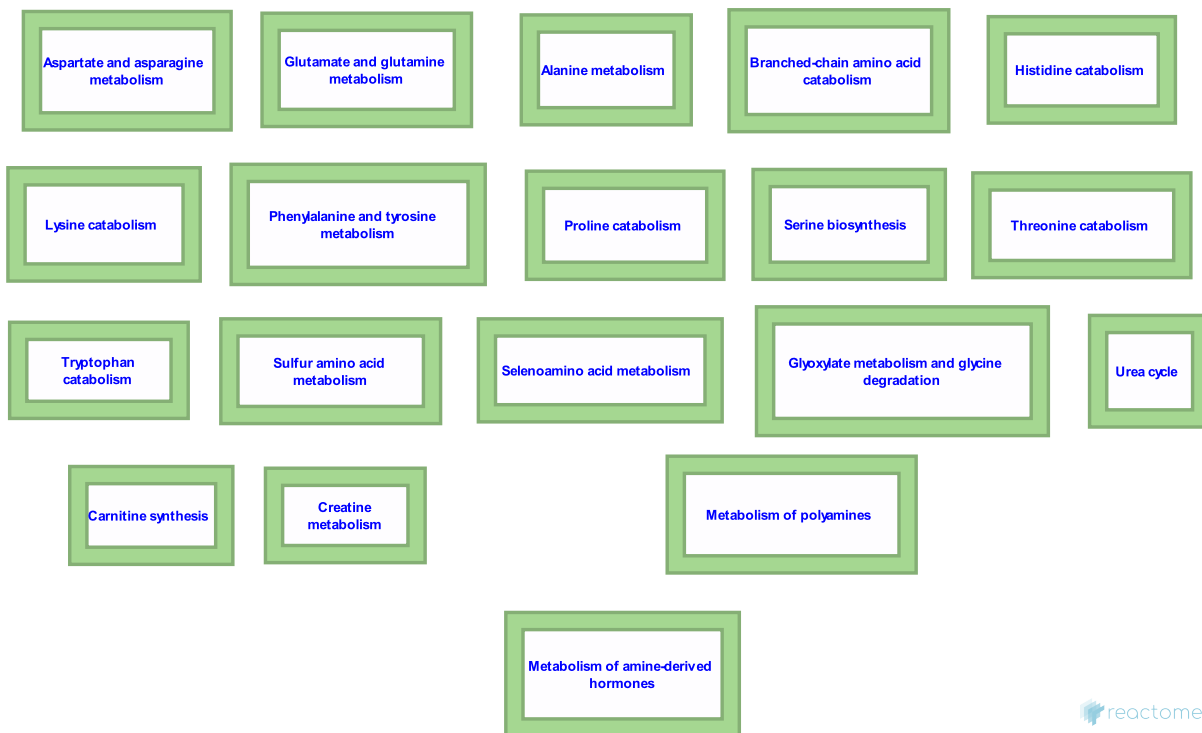 Aspartate and asparagine
metabolism
Glutamate and glutamine
metabolism
Alanine metabolism
Branched-chain amino acid
catabolism
Histidine catabolism
Lysine catabolism
Phenylalanine and tyrosine
metabolism
Proline catabolism
Serine biosynthesis
Threonine catabolism
Tryptophan
catabolism
Sulfur amino acid
metabolism
Selenoamino acid metabolism
Glyoxylate metabolism and glycine
degradation
Urea cycle
Carnitine synthesis
Creatine
metabolism
Metabolism of polyamines
Metabolism of amine-derived
hormones
reactome